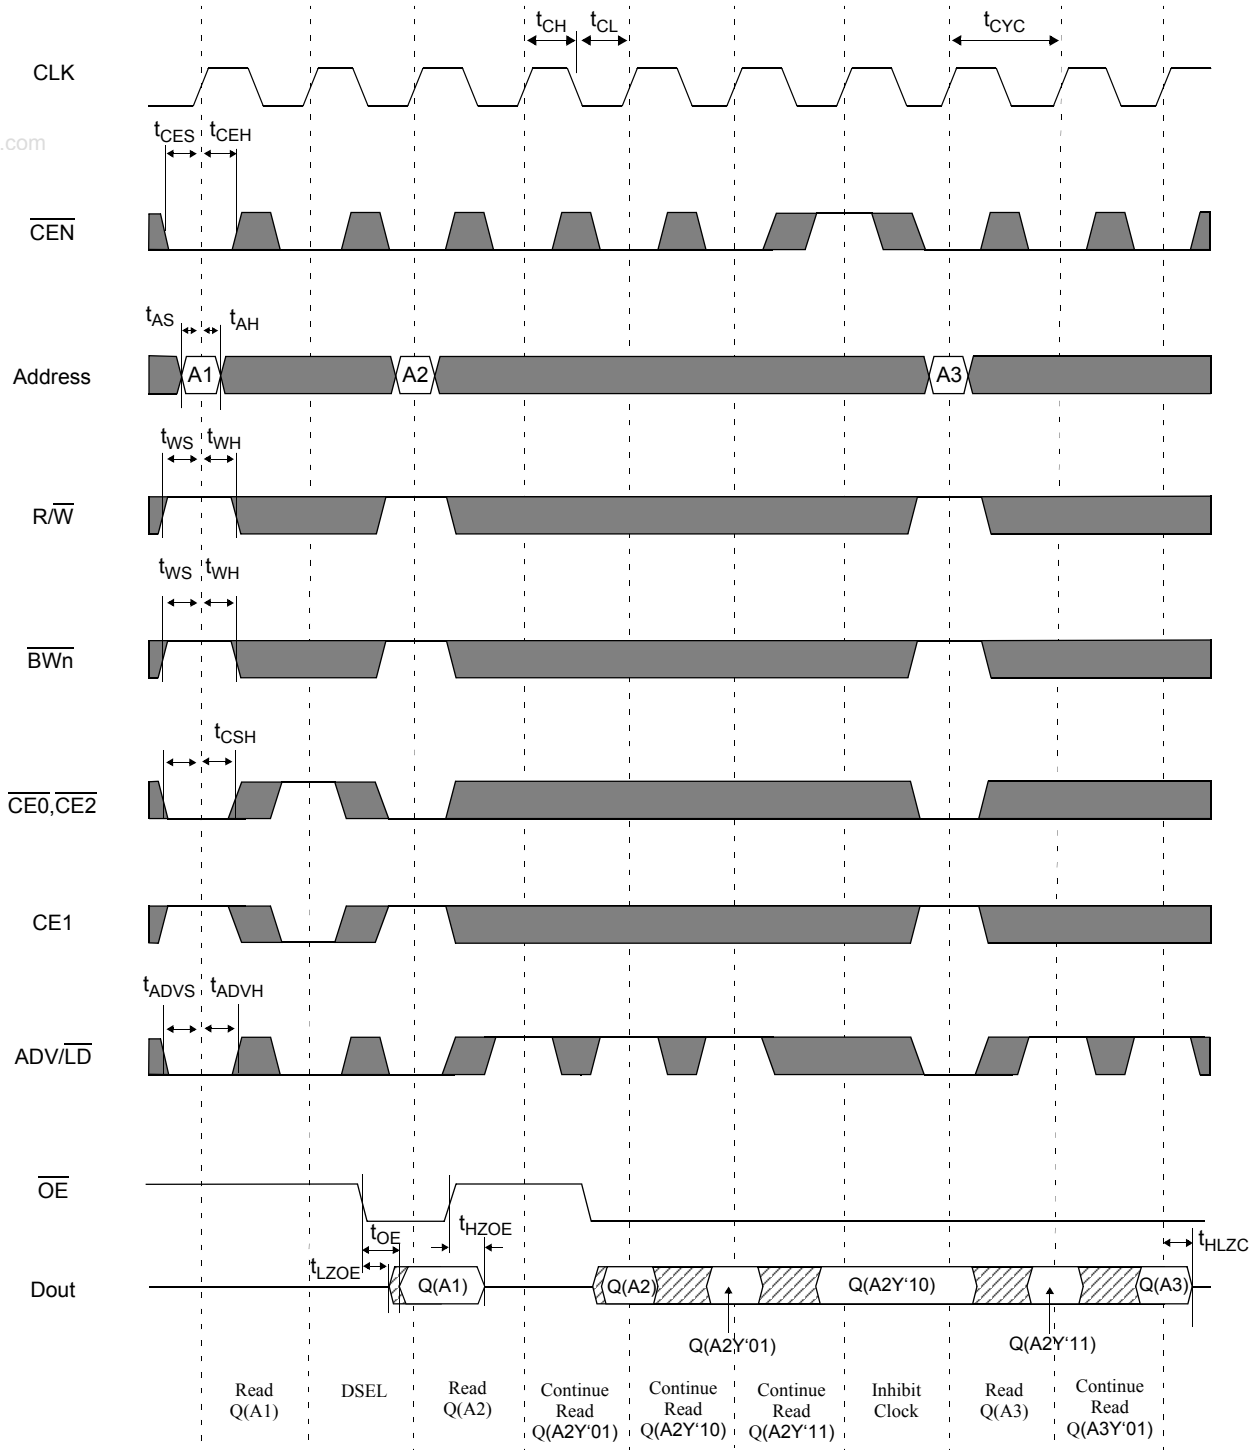 tCH tCL tCYC
CLK
.com
tCES tCEH
CEN
tAS tAH
Address A1 A2 A3
tWS tWH
R/W
tWS tWH
BWn
tCSH
CE0,CE2
CE1
tADVS tADVH
ADV/LD
OE
tOE tHZOE tHLZC
tLZOE
Dout Q(A1) Q(A2) Q(A2Y‘10) Q(A3)
Q(A2Y‘01) Q(A2Y‘11)
Read
Q(A1)
DSEL
Read
Q(A2)
Continue
Read
Q(A2Y‘01)
Continue
Read
Q(A2Y‘10)
Continue
Read
Q(A2Y‘11)
Inhibit
Clock
Read
Q(A3)
Continue
Read
Q(A3Y‘01)